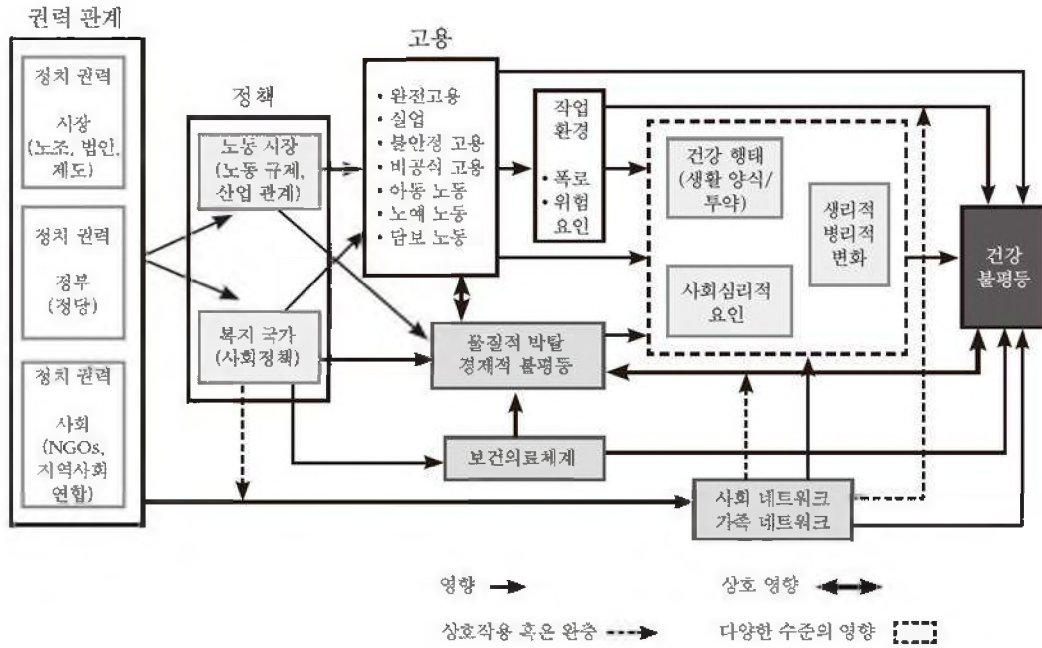 권력 관계
정치 권력
시장
(노조, 법인,
제도)
정치 권력
정부
(정당)
정치 권력
사회
(NGOs,
지역사회
연합)
정책
노동 시장
(노동 규제,
산업 관계)
복지 국가
(사회정책)
고용
• 완전고용
• 실업
• 불안정 고용
• 비공식 고용
• 아동 노동
• 노예 노동
• 담보 노동
작업
환경
• 폭로
• 위험
요인
물질적 박탈
경제적 불평등
보건의료체계
건강 행태
(생활 양식/
투약)
사회심리적
요인
생리적
병리적
변화
사회 네트워크
가족 네트워크
건강
불평등
영향
상호 영향
상호작용 혹은 완충
다양한 수준의 영향